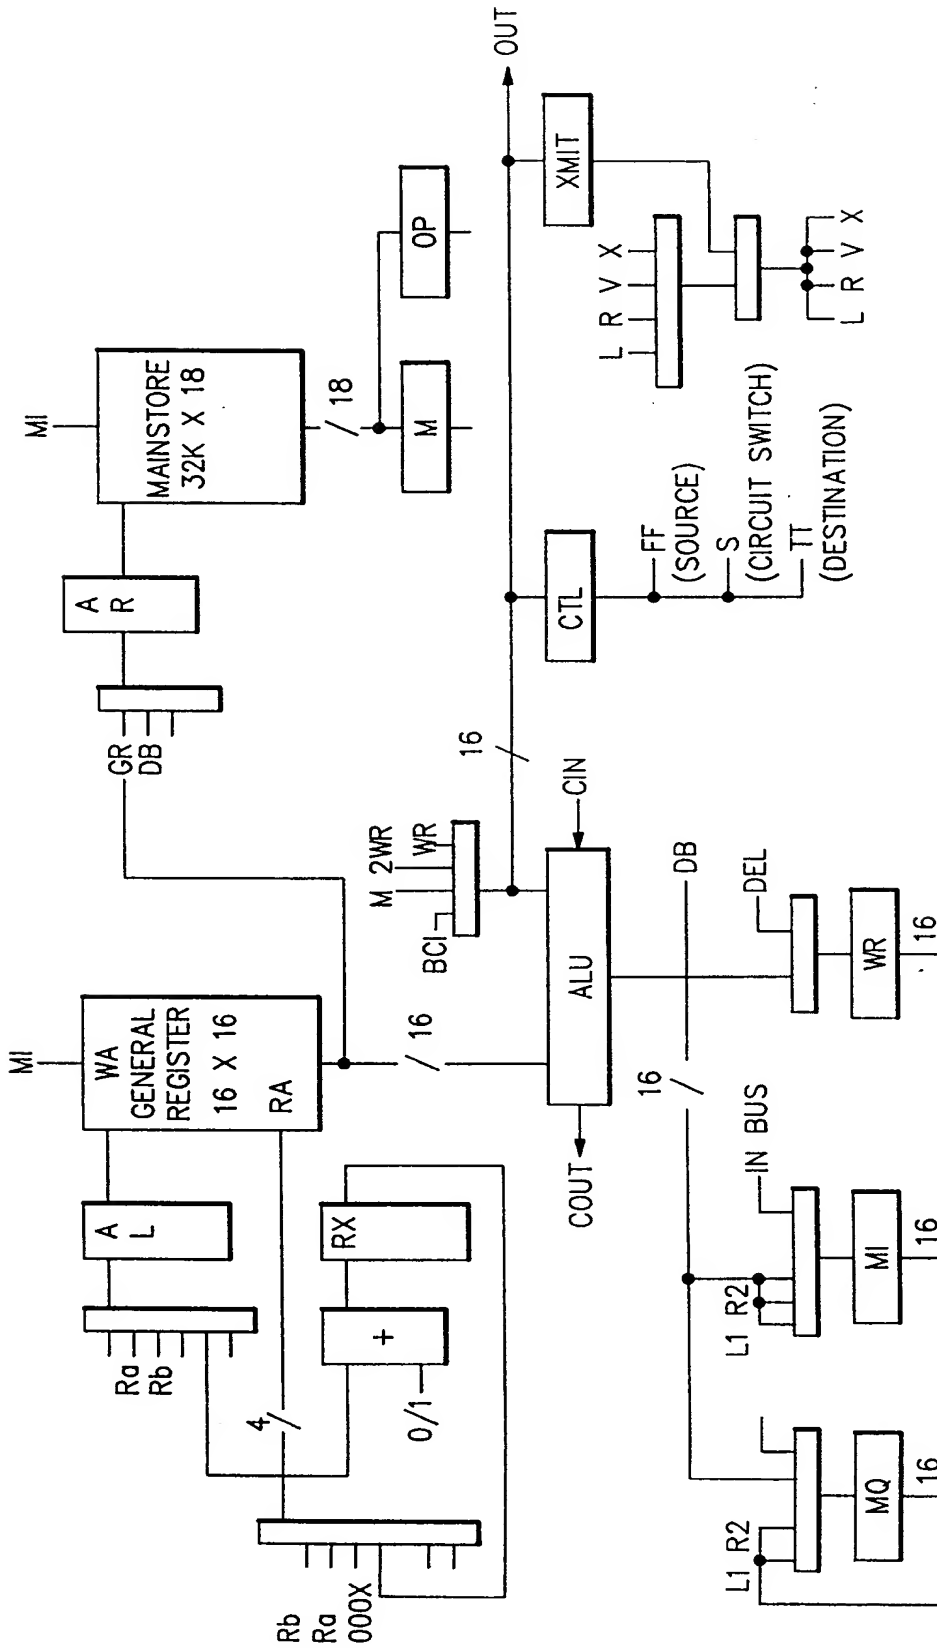 MI
MAINSTORE
32K X 18
A
R
GR
DB
18
M
OP
OUT
XMIT
L R V X
L R V X
CTL
FF
(SOURCE)
S
(CIRCUIT SWITCH)
TT
(DESTINATION)
16
MI
WA
GENERAL
REGISTER
16 X 16
RA
A
L
Ra
Rb
4
RX
+
0/1
Rb
Ra
000X
16
BCI
M
2WR
WR
ALU
CIN
COUT
16
DB
DEL
WR
16
IN BUS
L1 R2
MI
16
L1 R2
MQ
16